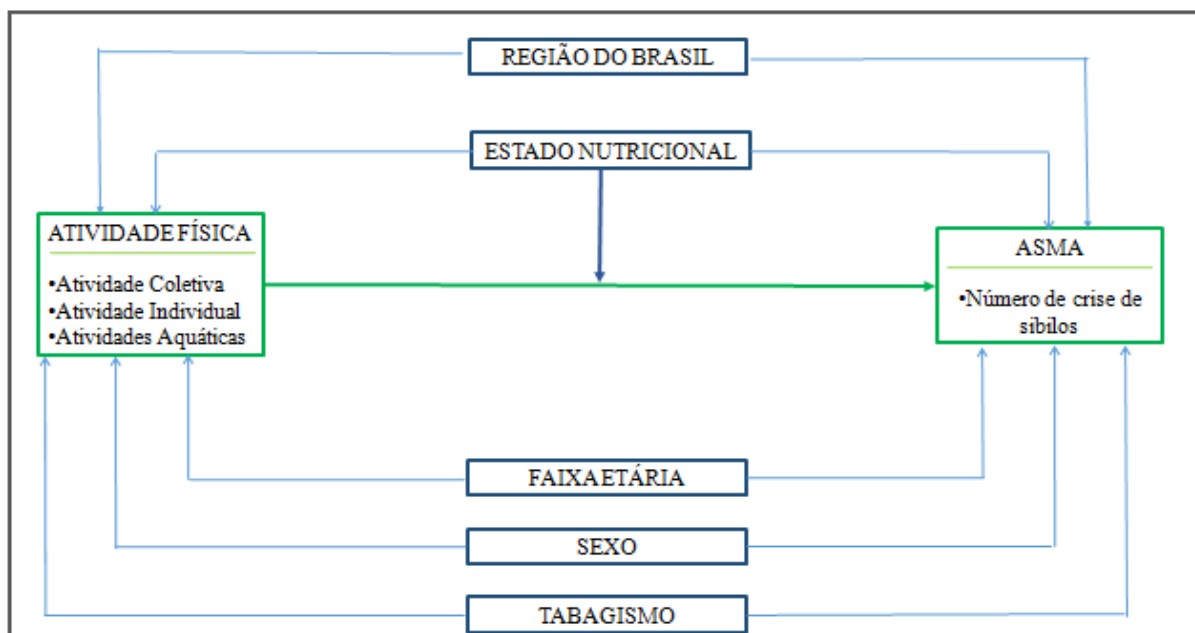 REGIÃO DO BRASIL
ESTADO NUTRICIONAL
ATIVIDADE FÍSICA
•Atividade Coletiva
•Atividade Individual
•Atividades Aquáticas
ASMA
•Número de crise de
sibilos
FAIXA ETÁRIA
SEXO
TABAGISMO